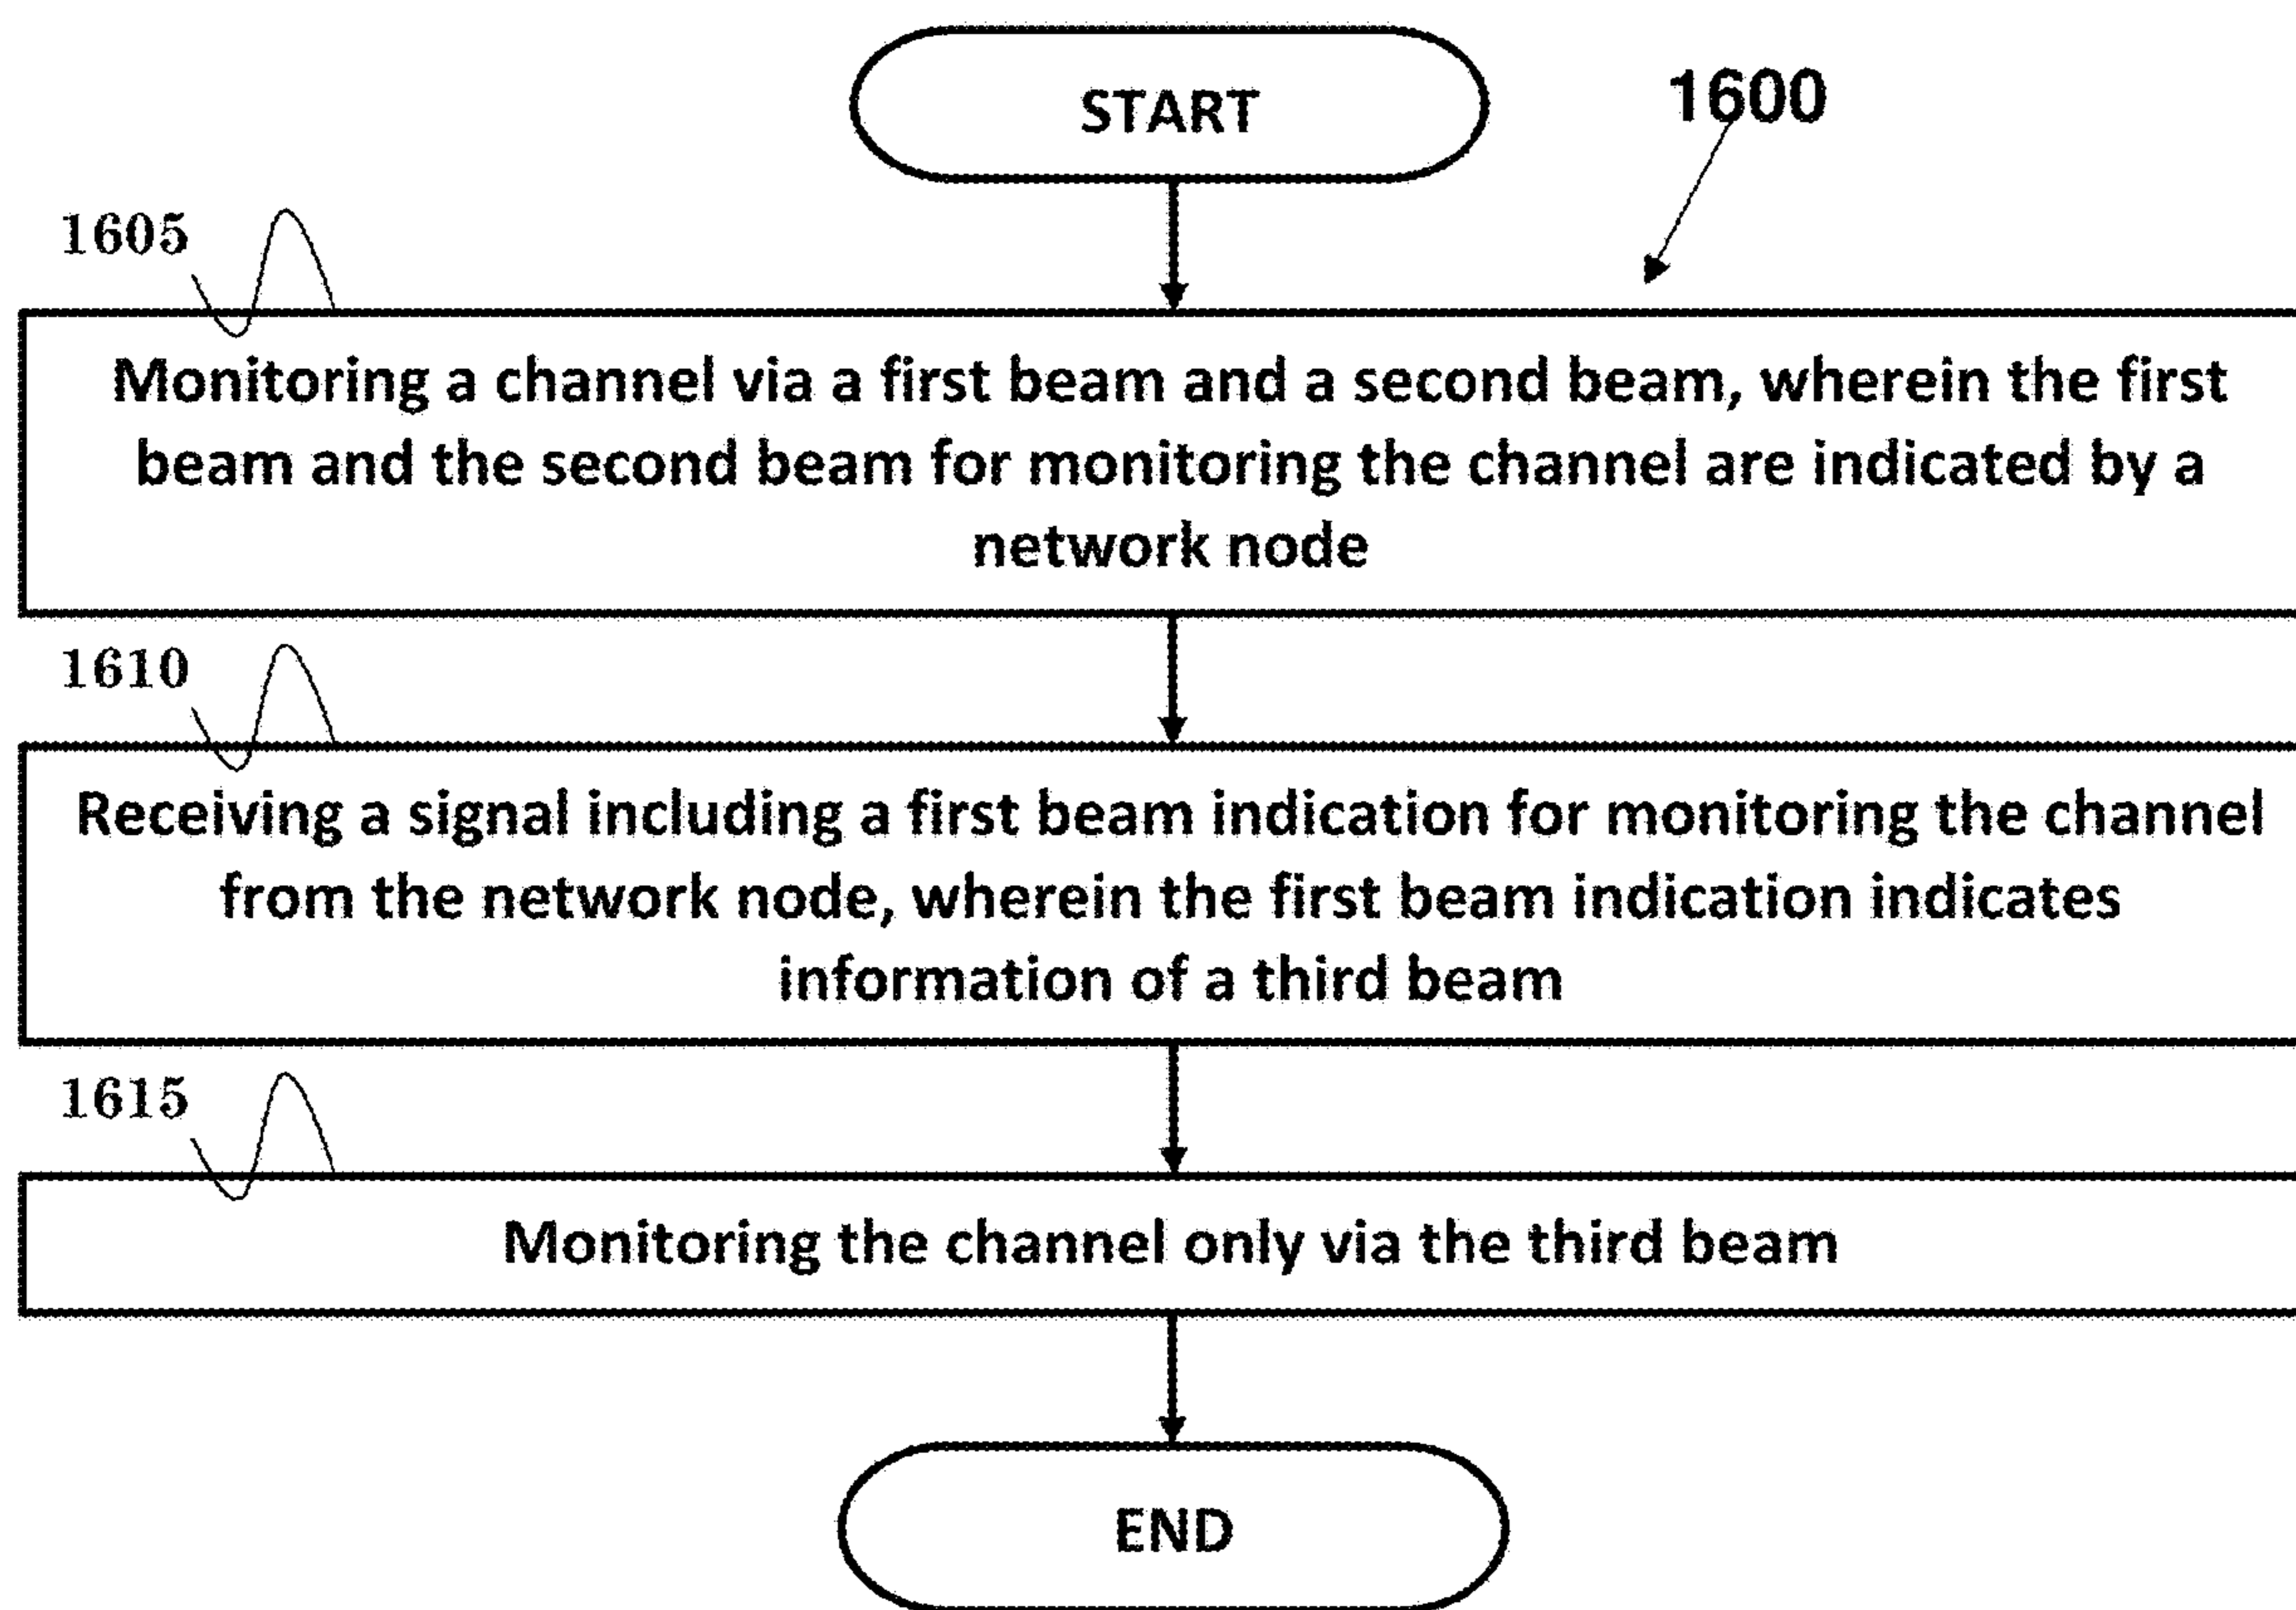 START
1600
1605
Monitoring a channel via a first beam and a second beam, wherein the first
beam and the second beam for monitoring the channel are indicated by a
network node
1610
Receiving a signal including a first beam indication for monitoring the channel
from the network node, wherein the first beam indication indicates
information of a third beam
1615
Monitoring the channel only via the third beam
END